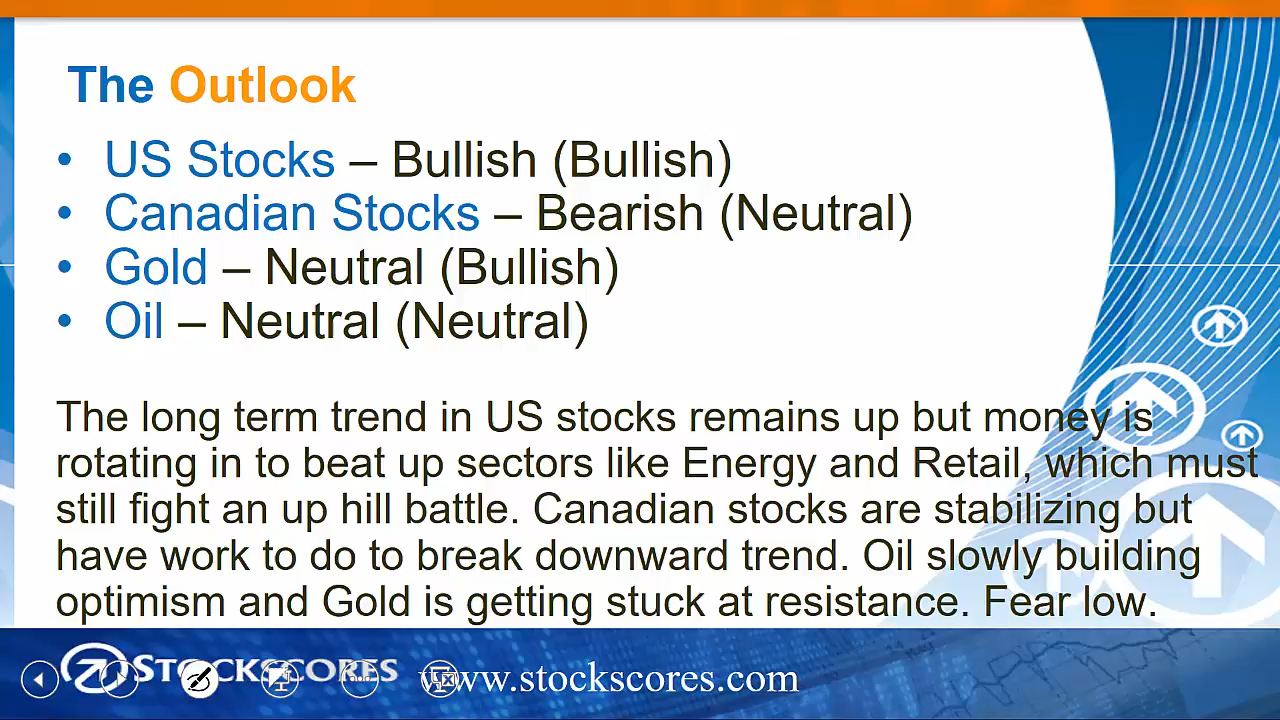 The Outlook
• US Stocks – Bullish (Bullish)
• Canadian Stocks – Bearish (Neutral)
• Gold – Neutral (Bullish)
• Oil – Neutral (Neutral)
The long term trend in US stocks remains up but money is
rotating in to beat up sectors like Energy and Retail, which must
still fight an up hill battle. Canadian stocks are stabilizing but
have work to do to break downward trend. Oil slowly building
optimism and Gold is getting stuck at resistance. Fear low.
STOCKSCORES www.stockscores.com